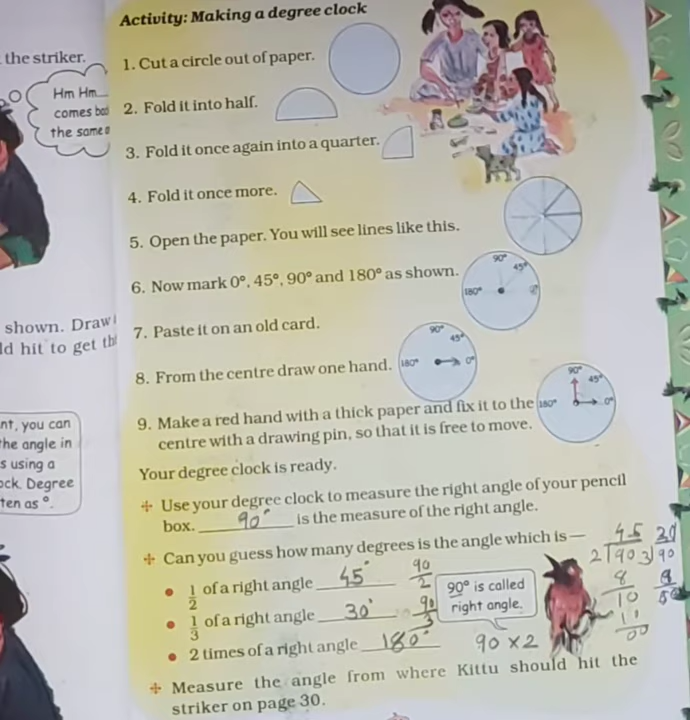 Activity: Making a degree clock
the striker.
Hm Hm
comes
the same
1. Cut a circle out of paper.
2. Fold it into half.
3. Fold it once again into a quarter.
4. Fold it once more.
5. Open the paper. You will see lines like this.
6. Now mark 0°, 45°, 90° and 180° as shown.
90°
45°
180°
shown. Draw
ld hit to get
7. Paste it on an old card.
8. From the centre draw one hand.
90°
45°
180°
0°
9. Make a red hand with a thick paper and fix it to the
centre with a drawing pin, so that it is free to move.
90°
45°
180°
0°
nt, you can
he angle in
s using a
ock. Degree
ten as °.
Your degree clock is ready.
Use your degree clock to measure the right angle of your pencil
box. 90° is the measure of the right angle.
Can you guess how many degrees is the angle which is —
1/2 of a right angle 45° 90/2
1/3 of a right angle 30° 90/3
2 times of a right angle 180° 90 × 2
90° is called
right angle.
45
2)90
8
10
00
3)90
Measure the angle from where Kittu should hit the
striker on page 30.